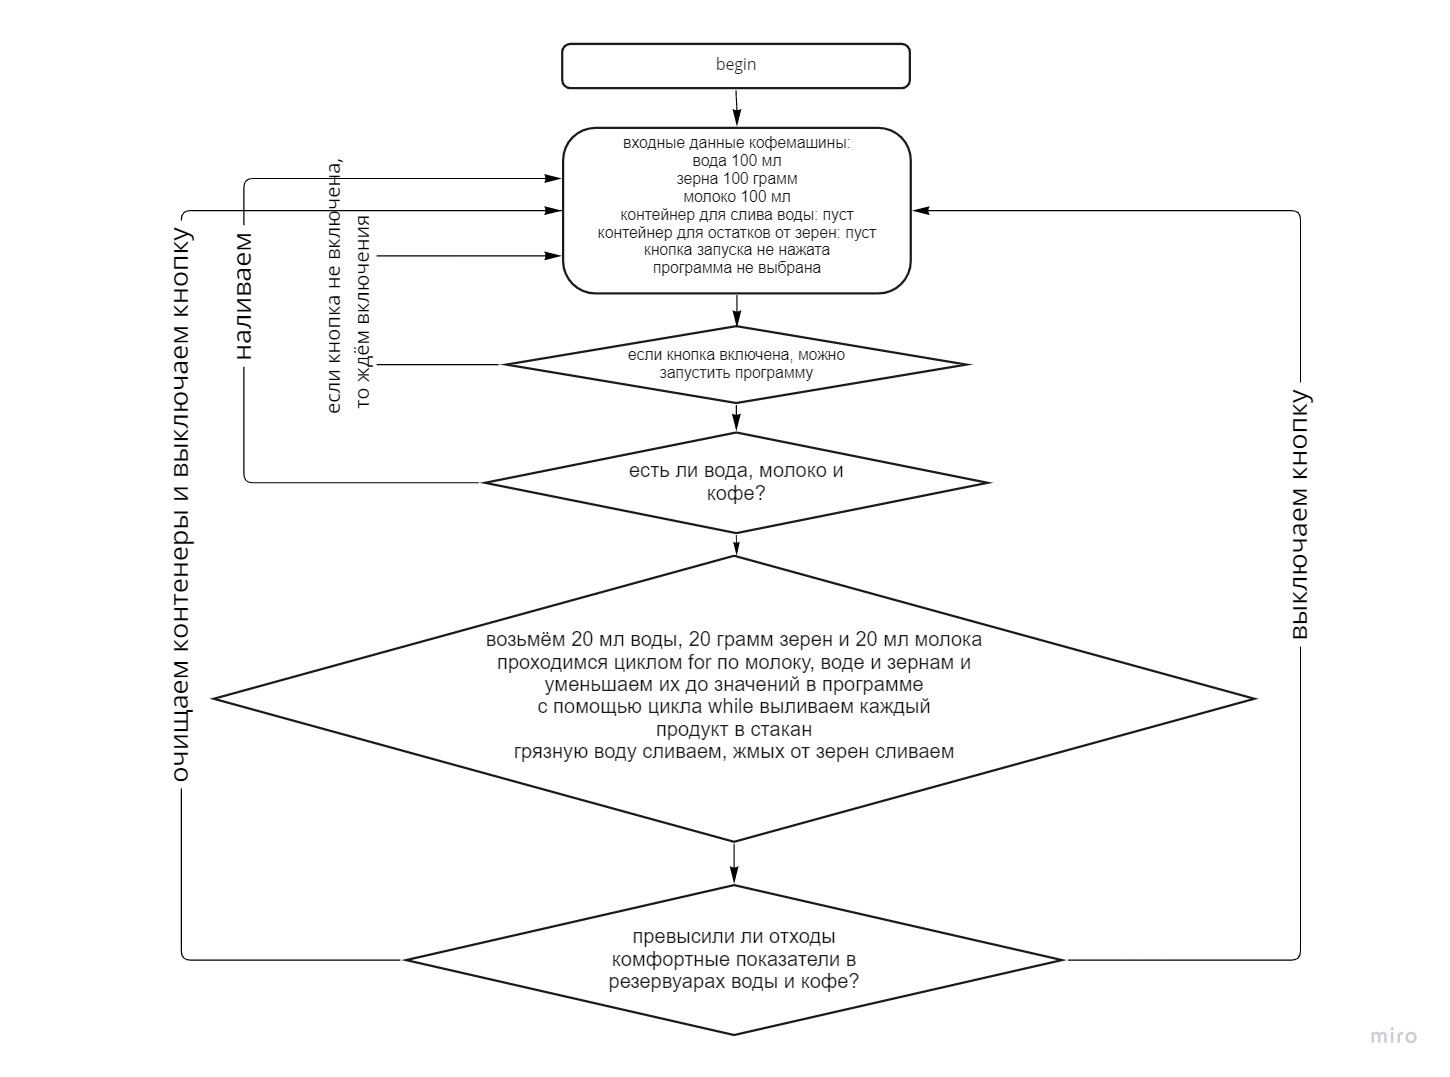 begin
входные данные кофемашины:
вода 100 мл
зерна 100 грамм
молоко 100 мл
контейнер для слива воды: пуст
контейнер для остатков от зерен: пуст
кнопка запуска не нажата
программа не выбрана
если кнопка не включена,
то ждём включения
наливаем
очищаем контенеры и выключаем кнопку
если кнопка включена, можно
запустить программу
есть ли вода, молоко и
кофе?
выключаем кнопку
возьмём 20 мл воды, 20 грамм зерен и 20 мл молока
проходимся циклом for по молоку, воде и зернам и
уменьшаем их до значений в программе
с помощью цикла while выливаем каждый
продукт в стакан
грязную воду сливаем, жмых от зерен сливаем
превысили ли отходы
комфортные показатели в
резервуарах воды и кофе?
miro